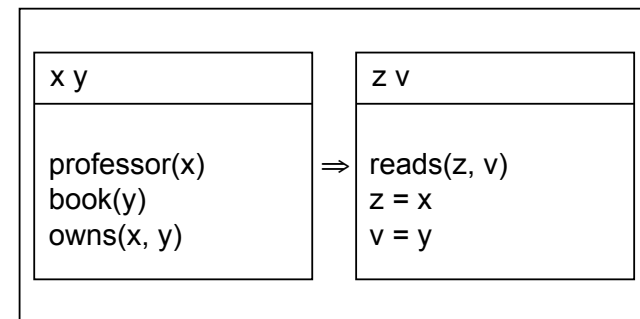 x y
professor(x)
book(y)
owns(x, y)
⇒
z v
reads(z, v)
z = x
v = y